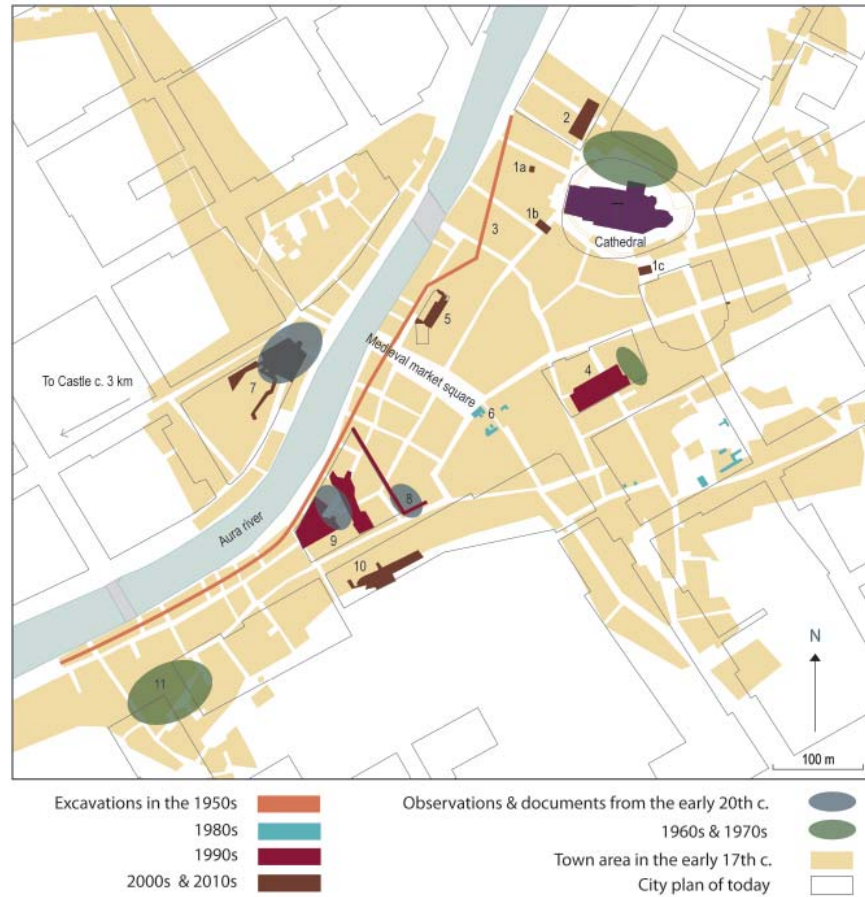 2
1a
1b
3
Cathedral
1c
5
Medieval market square
4
To Castle c. 3 km
7
6
8
Aura river
9
10
11
N
100 m
Excavations in the 1950s
1980s
1990s
2000s & 2010s
Observations & documents from the early 20th c.
1960s & 1970s
Town area in the early 17th c.
City plan of today